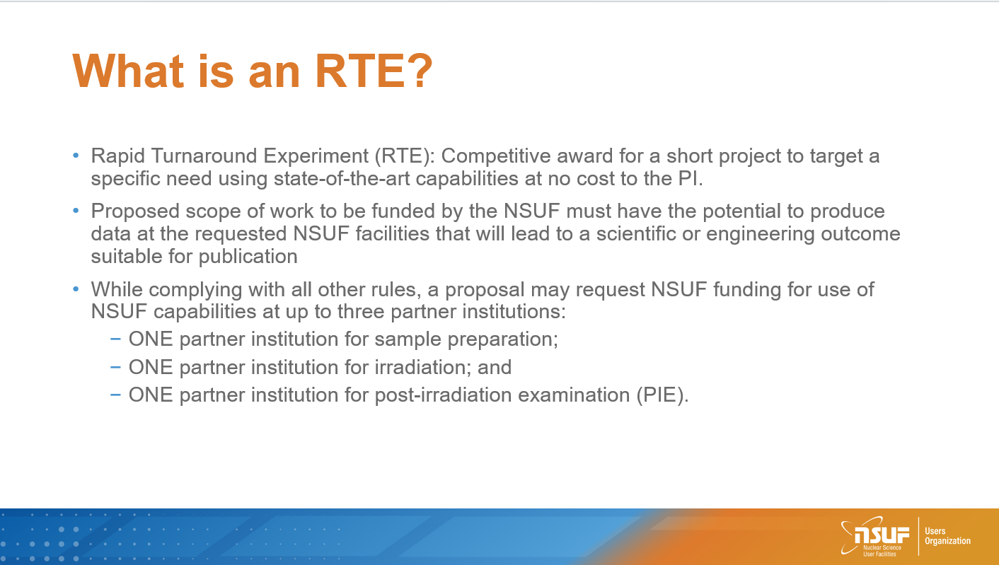 What is an RTE?
• Rapid Turnaround Experiment (RTE): Competitive award for a short project to target a
specific need using state-of-the-art capabilities at no cost to the PI.
• Proposed scope of work to be funded by the NSUF must have the potential to produce
data at the requested NSUF facilities that will lead to a scientific or engineering outcome
suitable for publication
• While complying with all other rules, a proposal may request NSUF funding for use of
NSUF capabilities at up to three partner institutions:
− ONE partner institution for sample preparation;
− ONE partner institution for irradiation; and
− ONE partner institution for post-irradiation examination (PIE).
nsuf
Nuclear Science
User Facilities
Users
Organization